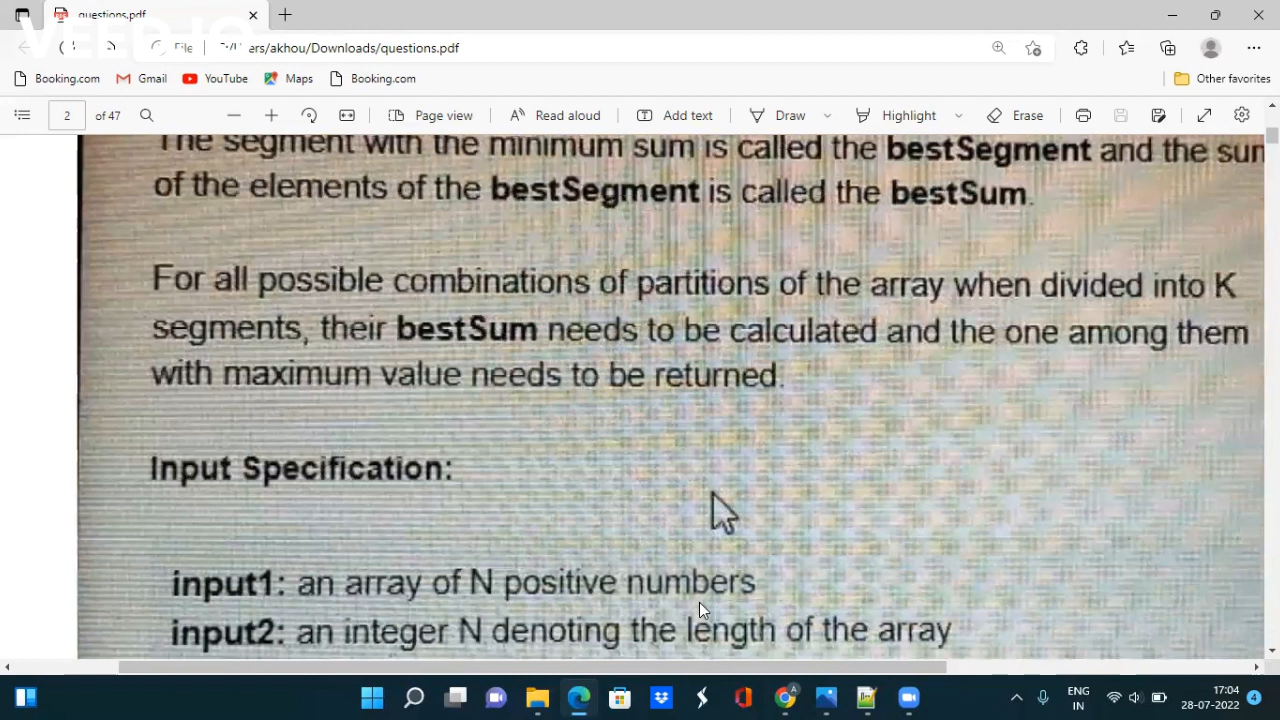 questions.pdf
VEED.IO
File
/Users/akhou/Downloads/questions.pdf
Booking.com Gmail YouTube Maps Booking.com Other favorites
2 of 47 Page view Read aloud Add text Draw Highlight Erase
The segment with the minimum sum is called the bestSegment and the
of the elements of the bestSegment is called the bestSum.
For all possible combinations of partitions of the array when divided into K
segments, their bestSum needs to be calculated and the one among them
with maximum value needs to be returned.
Input Specification:
input1: an array of N positive numbers
input2: an integer N denoting the length of the array
ENG
IN
17:04
28-07-2022
4